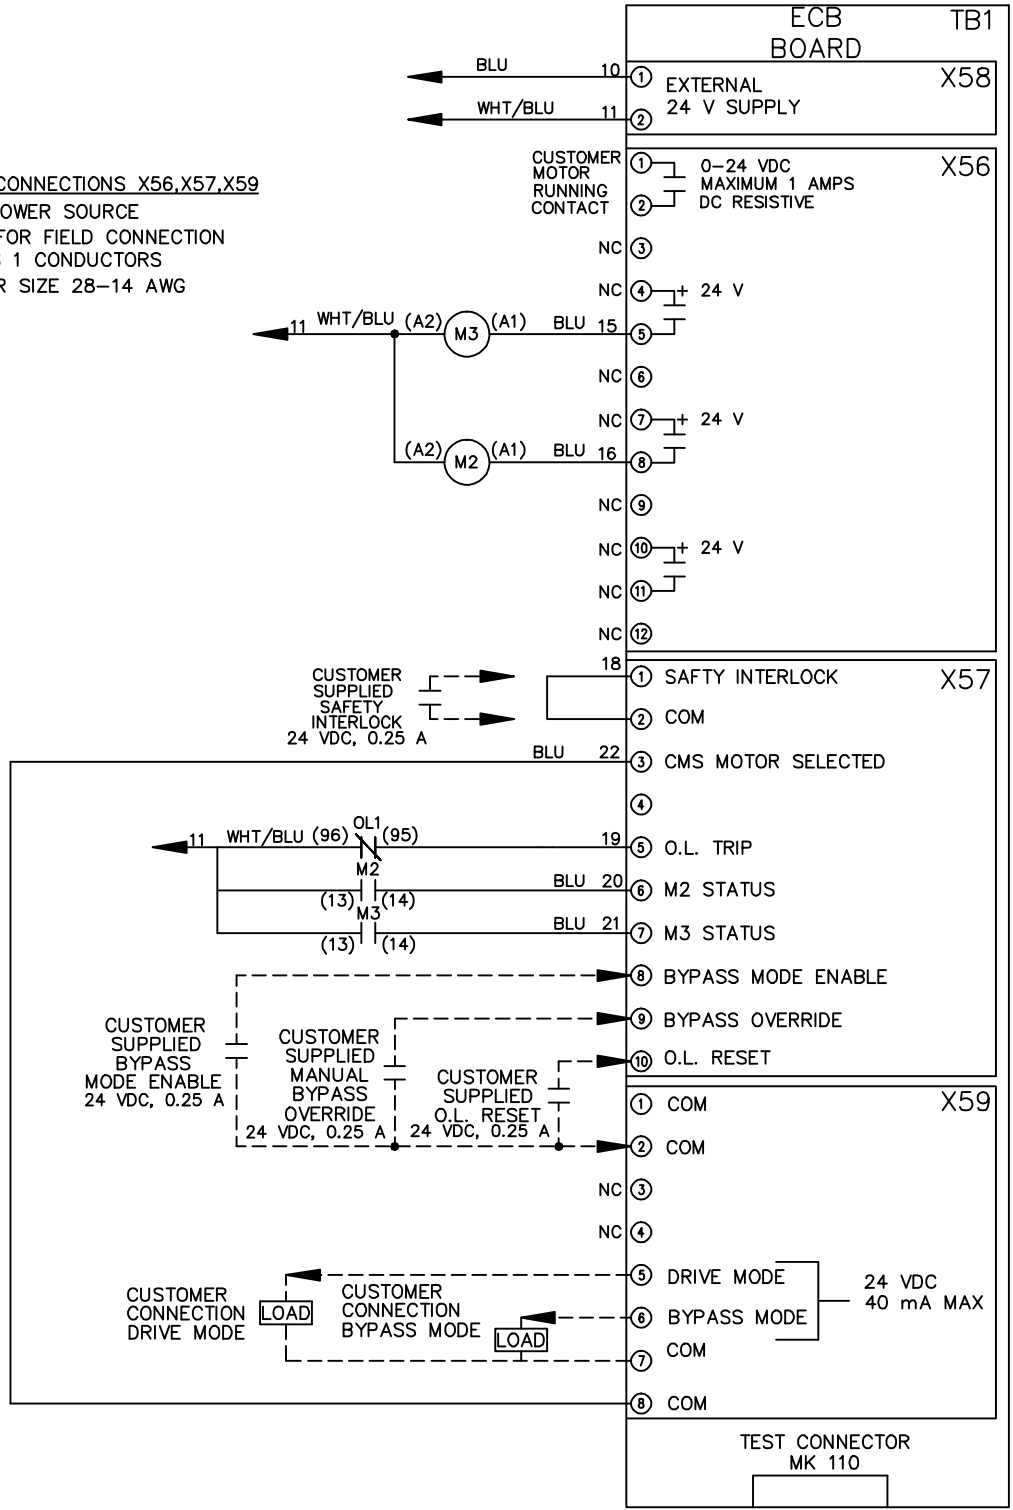 ECB
BOARD
TB1
BLU 10 1 EXTERNAL
24 V SUPPLY
X58
WHT/BLU 11 2
CONNECTIONS X56,X57,X59
OWER SOURCE
FOR FIELD CONNECTION
1 CONDUCTORS
R SIZE 28-14 AWG
CUSTOMER
MOTOR
RUNNING
CONTACT
1
2
0-24 VDC
MAXIMUM 1 AMPS
DC RESISTIVE
X56
NC 3
NC 4 + 24 V
11 WHT/BLU (A2) M3 (A1) BLU 15 5
NC 6
NC 7 + 24 V
(A2) M2 (A1) BLU 16 8
NC 9
NC 10 + 24 V
NC 11
NC 12
CUSTOMER
SUPPLIED
SAFETY
INTERLOCK
24 VDC, 0.25 A
18 1 SAFTY INTERLOCK
X57
2 COM
BLU 22 3 CMS MOTOR SELECTED
4
11 WHT/BLU (96) OL1 (95) 19 5 O.L. TRIP
M2
(13) (14) BLU 20 6 M2 STATUS
M3
(13) (14) BLU 21 7 M3 STATUS
8 BYPASS MODE ENABLE
9 BYPASS OVERRIDE
10 O.L. RESET
CUSTOMER
SUPPLIED
BYPASS
MODE ENABLE
24 VDC, 0.25 A
CUSTOMER
SUPPLIED
MANUAL
BYPASS
OVERRIDE
24 VDC, 0.25 A
CUSTOMER
SUPPLIED
O.L. RESET
24 VDC, 0.25 A
1 COM
X59
2 COM
NC 3
NC 4
5 DRIVE MODE
6 BYPASS MODE
24 VDC
40 mA MAX
7 COM
8 COM
CUSTOMER
CONNECTION
DRIVE MODE
LOAD
CUSTOMER
CONNECTION
BYPASS MODE
LOAD
TEST CONNECTOR
MK 110